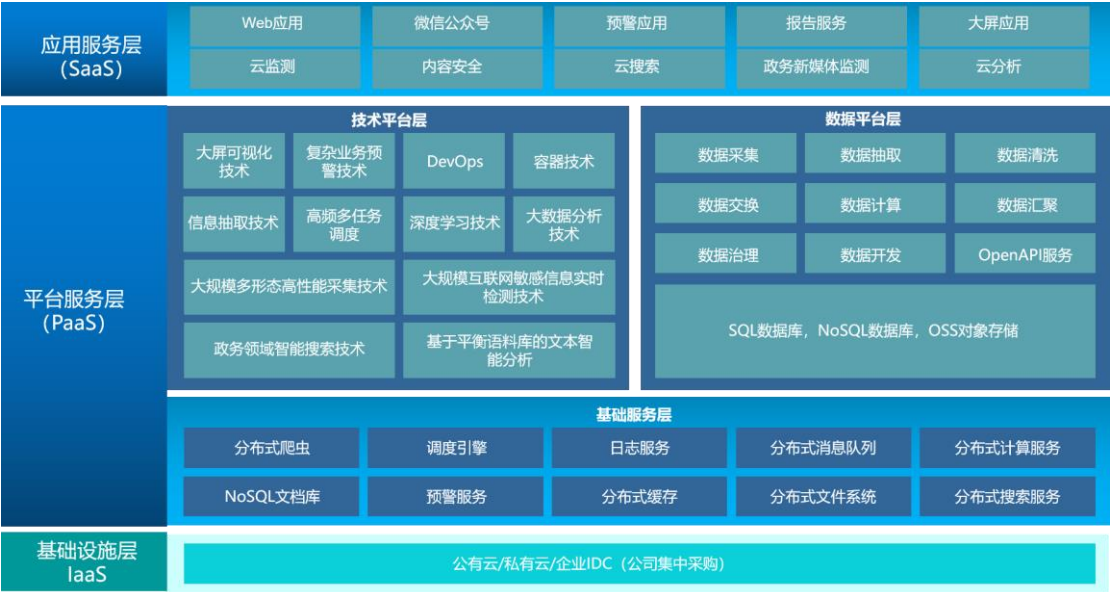 应用服务层
(SaaS)
Web应用
微信公众号
预警应用
报告服务
大屏应用
云监测
内容安全
云搜索
政务新媒体监测
云分析
平台服务层
(PaaS)
技术平台层
大屏可视化
技术
复杂业务预
警技术
DevOps
容器技术
信息抽取技术
高频多任务
调度
深度学习技术
大数据分析
技术
大规模多形态高性能采集技术
大规模互联网敏感信息实时
检测技术
政务领域智能搜索技术
基于平衡语料库的文本智
能分析
数据平台层
数据采集
数据抽取
数据清洗
数据交换
数据计算
数据汇聚
数据治理
数据开发
OpenAPI服务
SQL数据库，NoSQL数据库，OSS对象存储
基础服务层
分布式爬虫
调度引擎
日志服务
分布式消息队列
分布式计算服务
NoSQL文档库
预警服务
分布式缓存
分布式文件系统
分布式搜索服务
基础设施层
IaaS
公有云/私有云/企业IDC（公司集中采购）